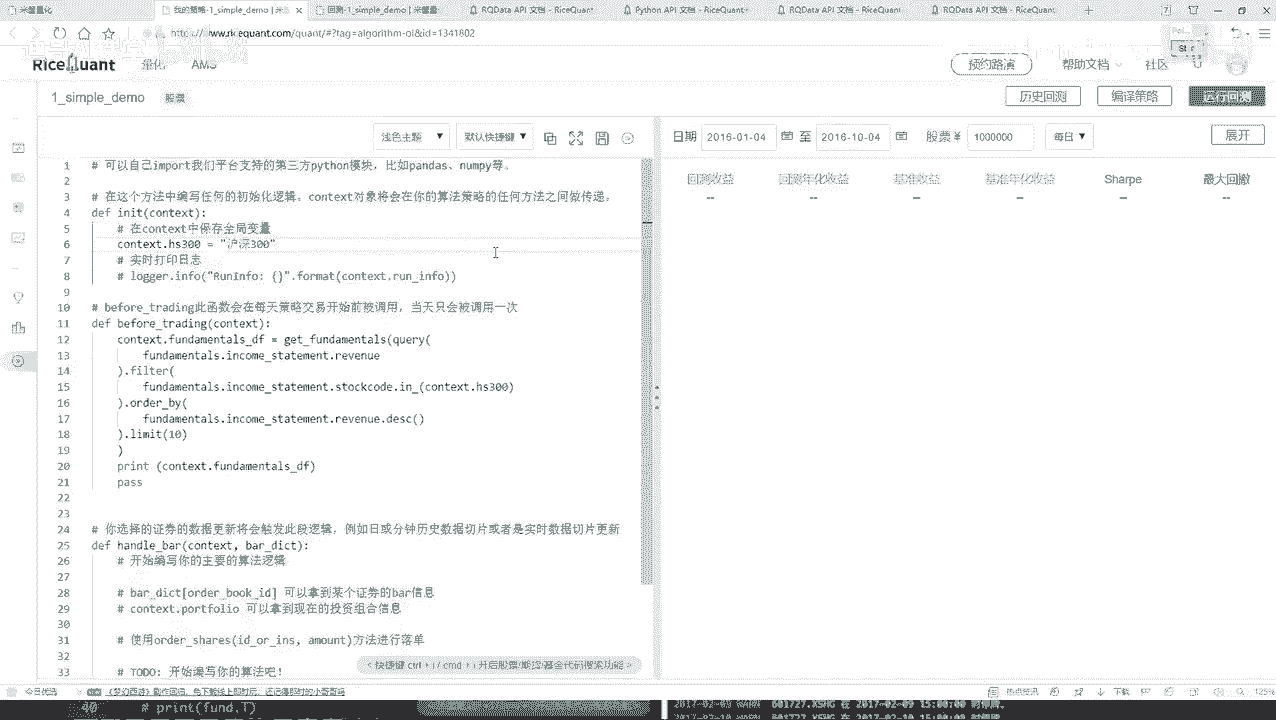 米筐量化
我的策略-1_simple_demo | 米
回测-1_simple_demo | 米筐量
RQData API 文档 - RiceQuant
Python API 文档 - RiceQuant
RQData API 文档 - RiceQuant
RQData API 文档 - RiceQuant
https://www.ricequant.com/quant/#?tag=algorithm-oi&id=1341802
RiceQuant
量化
AMS
预约路演
帮助文档
社区
1_simple_demo
股票
历史回测
编译策略
运行回测
浅色主题
默认快捷键
日期 2016-01-04 至 2016-10-04 股票 ¥ 1000000 每日
展开
回测收益 回测年化收益 基准收益 基准年化收益 Sharpe 最大回撤
-- -- -- -- -- --
1 # 可以自己import我们平台支持的第三方python模块，比如pandas、numpy等。
2
3 # 在这个方法中编写任何的初始化逻辑。context对象将会在你的算法策略的任何方法之间做传递。
4 def init(context):
5 # 在context中保存全局变量
6 context.hs300 = "沪深300"
7 # 实时打印日志
8 # logger.info("RunInfo: {}".format(context.run_info))
9
10 # before_trading此函数会在每天策略交易开始前被调用，当天只会被调用一次
11 def before_trading(context):
12 context.fundamentals_df = get_fundamentals(query(
13 fundamentals.income_statement.revenue
14 ).filter(
15 fundamentals.income_statement.stockcode.in_(context.hs300)
16 ).order_by(
17 fundamentals.income_statement.revenue.desc()
18 ).limit(10)
19 )
20 print (context.fundamentals_df)
21 pass
22
23
24 # 你选择的证券的数据更新将会触发此段逻辑，例如日或分钟历史数据切片或者是实时数据切片更新
25 def handle_bar(context, bar_dict):
26 # 开始编写你的主要的算法逻辑
27
28 # bar_dict[order_book_id] 可以拿到某个证券的bar信息
29 # context.portfolio 可以拿到现在的投资组合信息
30
31 # 使用order_shares(id_or_ins, amount)方法进行落单
32
33 # TODO: 开始编写你的算法吧！
40 # print(fund.T)